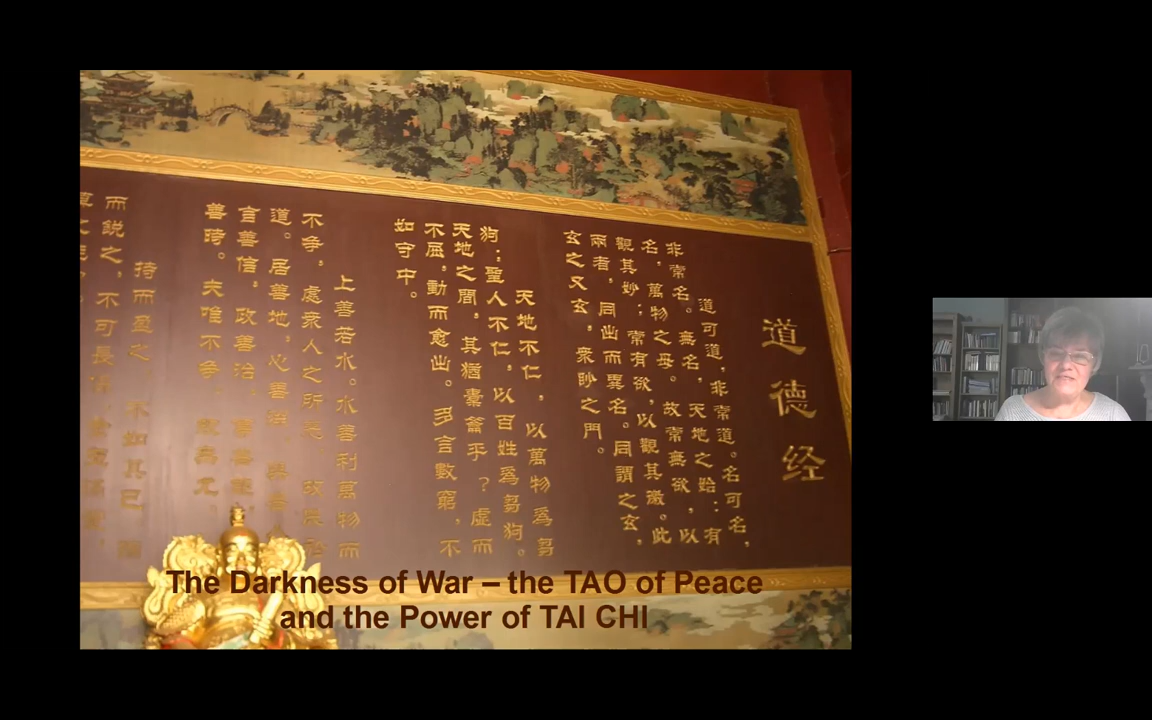 道德经
道可道，非常道。名可名，
非常名。無名，天地之始：有
名，萬物之母。故常無欲，以
觀其妙；常有欲，以觀其徼。此
兩者，同出而異名。同謂之玄，
玄之又玄，衆眇之門。
天地不仁，以萬物爲芻
狗；聖人不仁，以百姓爲芻狗。
天地之間，其猶橐籥乎？虛而
不屈，動而愈出。多言數窮，不
如守中。
上善若水。水善利萬物而
不争，處衆人之所惡，故
道。居善地，心善淵，與善
言善信，政善治，
善時。夫唯不争，故無尤
持而盈之，不如其已
而銳之，不可長保
The Darkness of War – the TAO of Peace
and the Power of TAI CHI